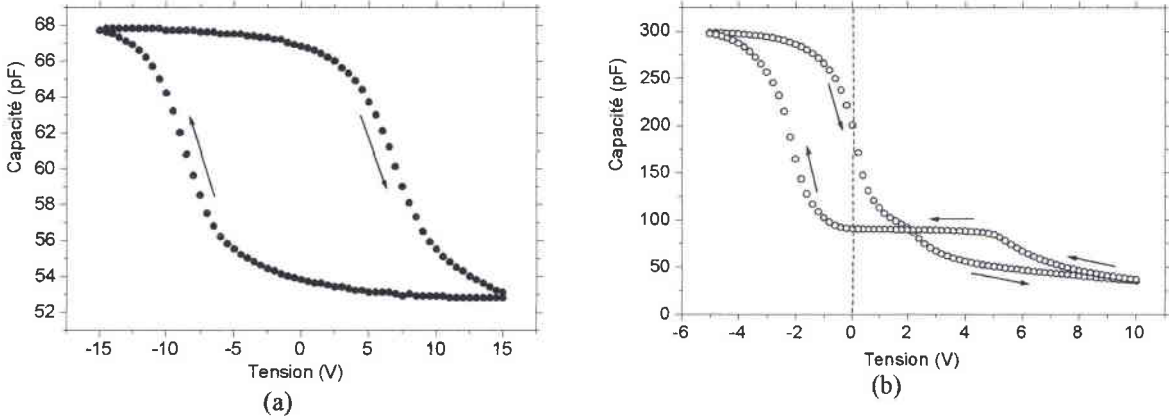 (a)
68
66
64
62
60
58
56
54
52
Capacité (pF)
-15 -10 -5 0 5 10 15
Tension (V)
(a)
(b)
300
250
200
150
100
50
0
Capacité (pF)
-6 -4 -2 0 2 4 6 8 10
Tension (V)
(b)